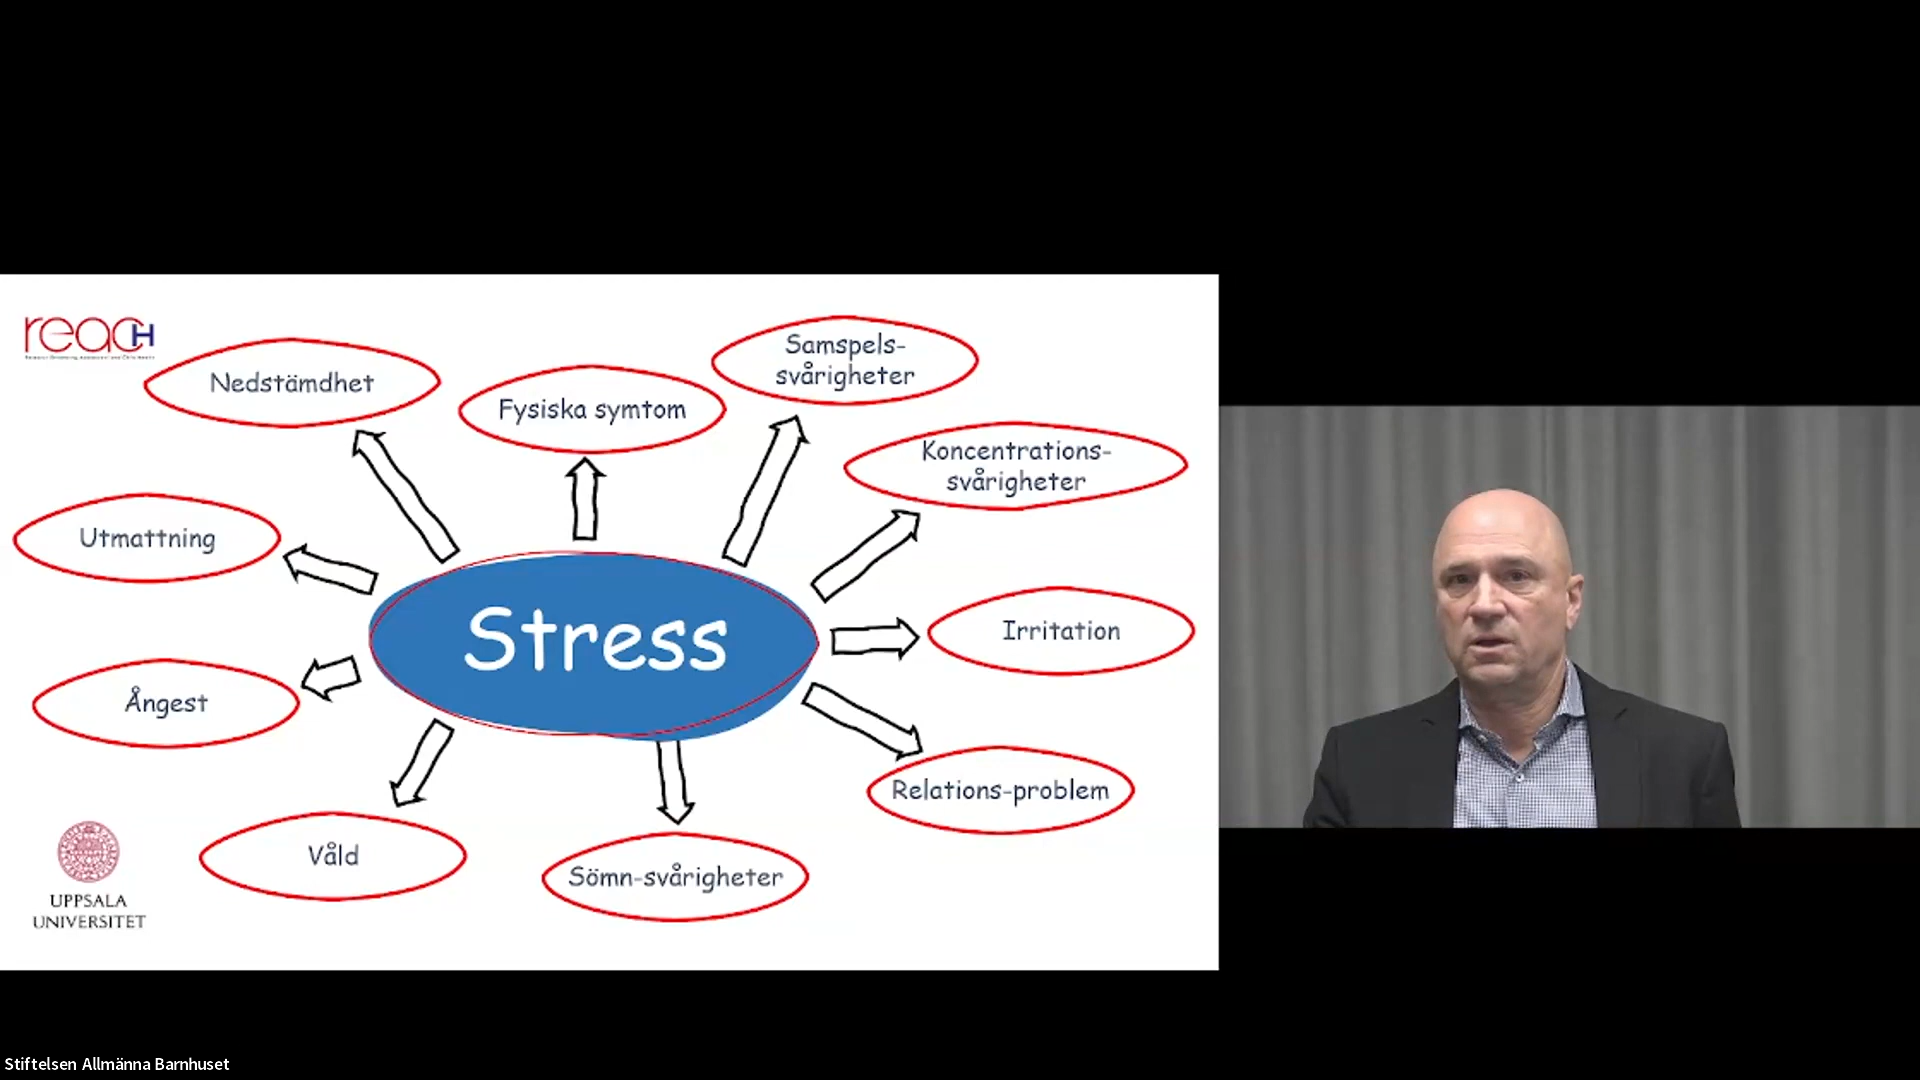 reacH
Nedstämdhet
Fysiska symtom
Samspels-
svårigheter
Koncentrations-
svårigheter
Utmattning
Stress
Irritation
Ångest
Relations-problem
Våld
Sömn-svårigheter
UPPSALA
UNIVERSITET
Stiftelsen Allmänna Barnhuset